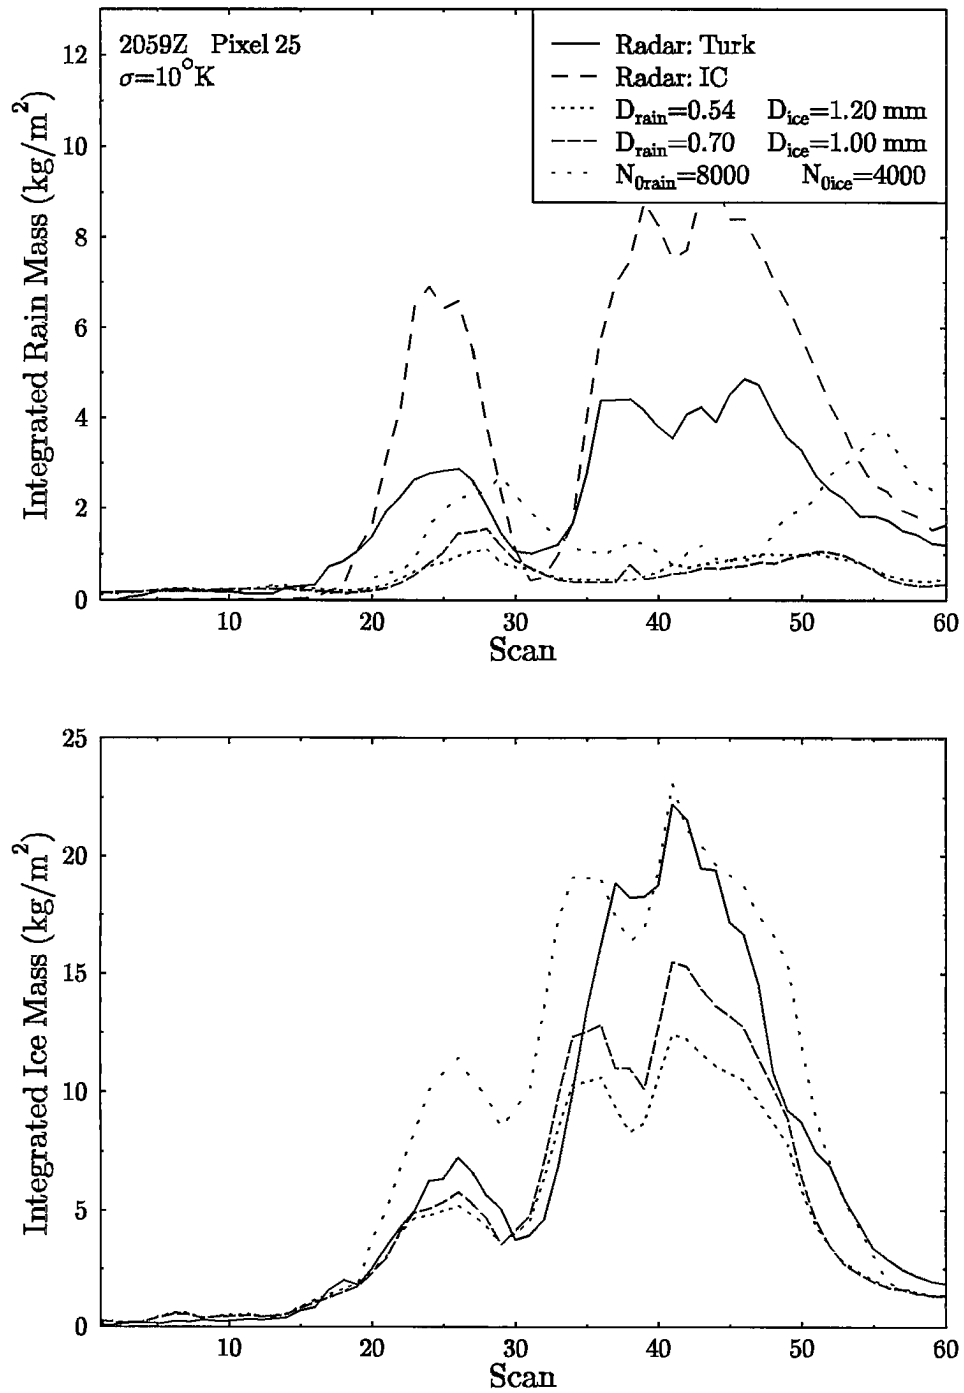 2059Z Pixel 25
σ=10°K
Radar: Turk
Radar: IC
D_rain=0.54 D_ice=1.20 mm
D_rain=0.70 D_ice=1.00 mm
N_0rain=8000 N_0ice=4000
Integrated Rain Mass (kg/m²)
12
10
8
6
4
2
0
10 20 30 40 50 60
Scan
Integrated Ice Mass (kg/m²)
25
20
15
10
5
0
10 20 30 40 50 60
Scan